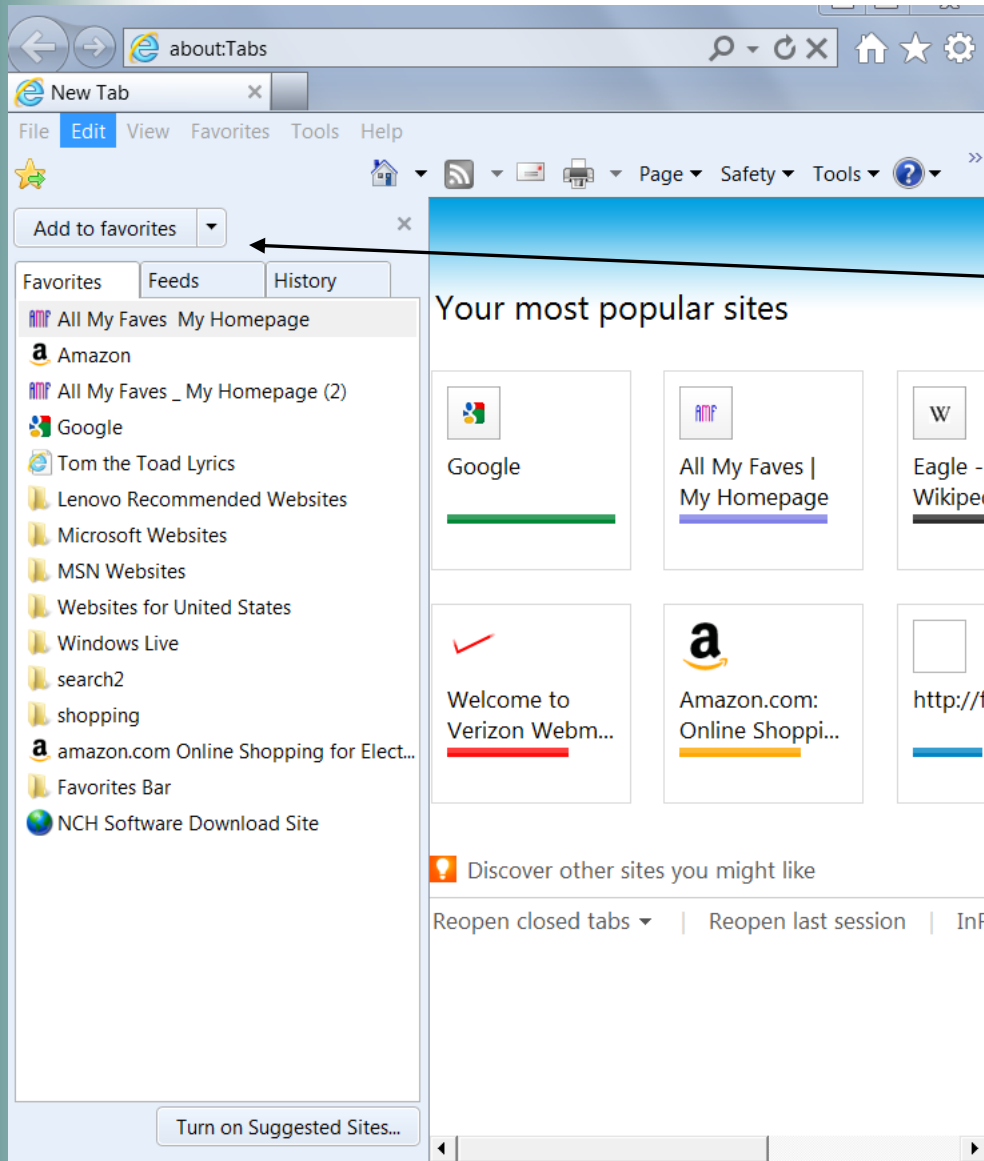 about:Tabs
New Tab
File Edit View Favorites Tools Help
Page Safety Tools
Add to favorites
Favorites Feeds History
All My Faves My Homepage
Amazon
All My Faves _ My Homepage (2)
Google
Tom the Toad Lyrics
Lenovo Recommended Websites
Microsoft Websites
MSN Websites
Websites for United States
Windows Live
search2
shopping
amazon.com Online Shopping for Elect...
Favorites Bar
NCH Software Download Site
Turn on Suggested Sites...
Your most popular sites
AMF
W
Google
All My Faves |
My Homepage
Eagle -
Wikipe
a
Welcome to
Verizon Webm...
Amazon.com:
Online Shoppi...
http://f
Discover other sites you might like
Reopen closed tabs | Reopen last session | InP